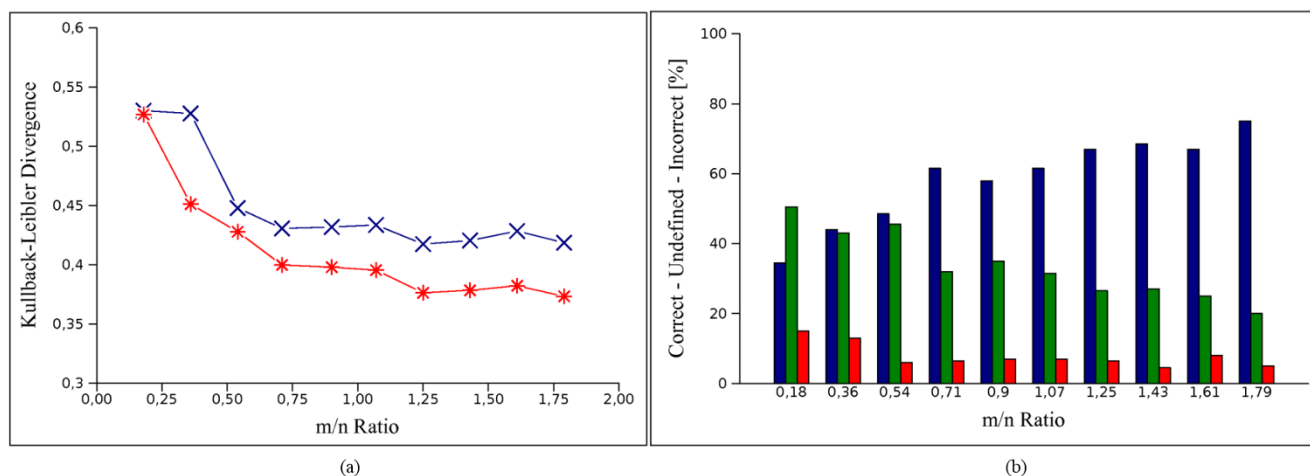 0,6
0,55
0,5
0,45
0,4
0,35
0,3
Kullback-Leibler Divergence
0,00 0,25 0,50 0,75 1,00 1,25 1,50 1,75 2,00
m/n Ratio
(a)
100
80
60
40
20
0
Correct - Undefined - Incorrect [%]
0,18 0,36 0,54 0,71 0,9 1,07 1,25 1,43 1,61 1,79
m/n Ratio
(b)